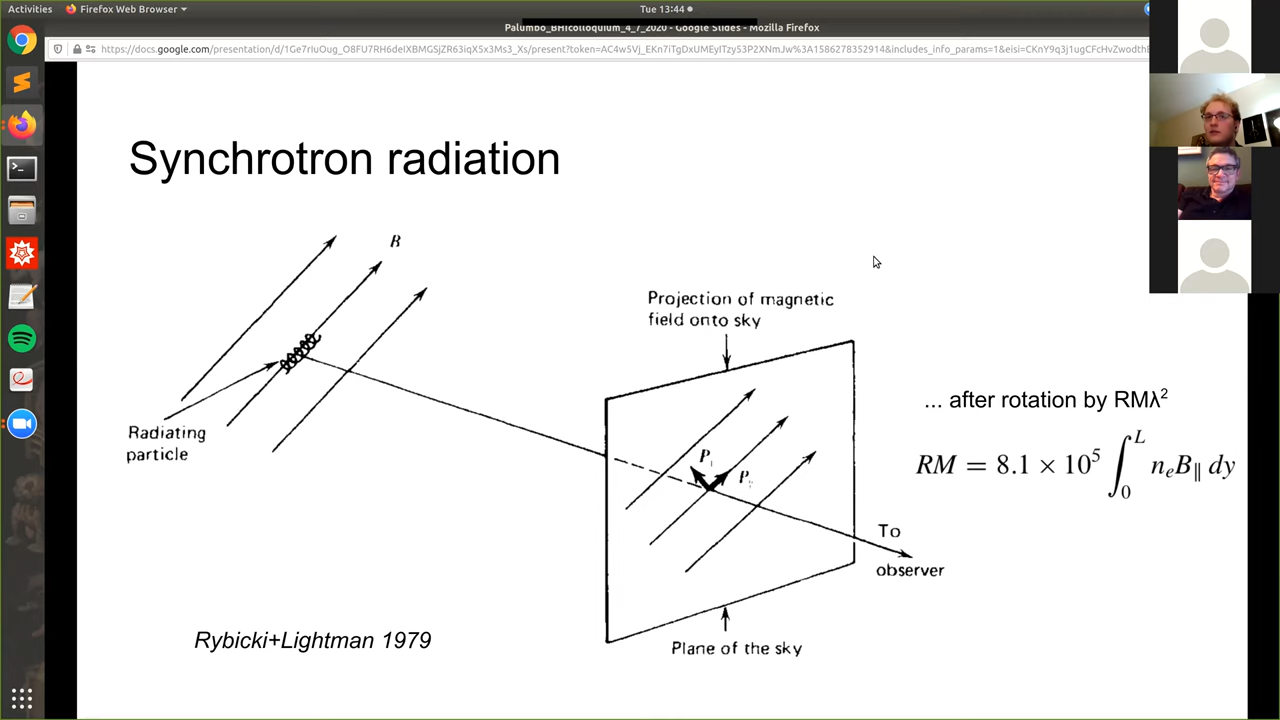 Activities
Firefox Web Browser
Tue 13:44
Palumbo_BHIcolloquium_4_7_2020 - Google Slides - Mozilla Firefox
Synchrotron radiation
B
Projection of magnetic
field onto sky
Radiating
particle
P
P
... after rotation by RMλ²
RM = 8.1 × 10⁵ ∫₀ᴸ nₑB∥ dy
To
observer
Plane of the sky
Rybicki+Lightman 1979